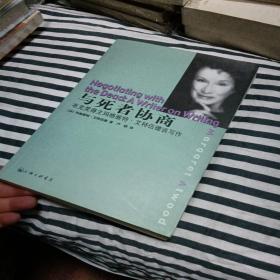 Negotiating with
the Dead: A Writer on Writing
Margaret Atwood
与死者协商
布克奖得主玛格丽特·艾特伍德谈写作